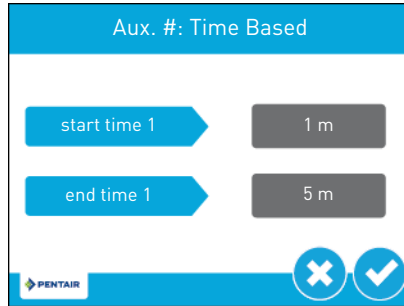 Aux. #: Time Based
start time 1
1 m
end time 1
5 m
PENTAIR